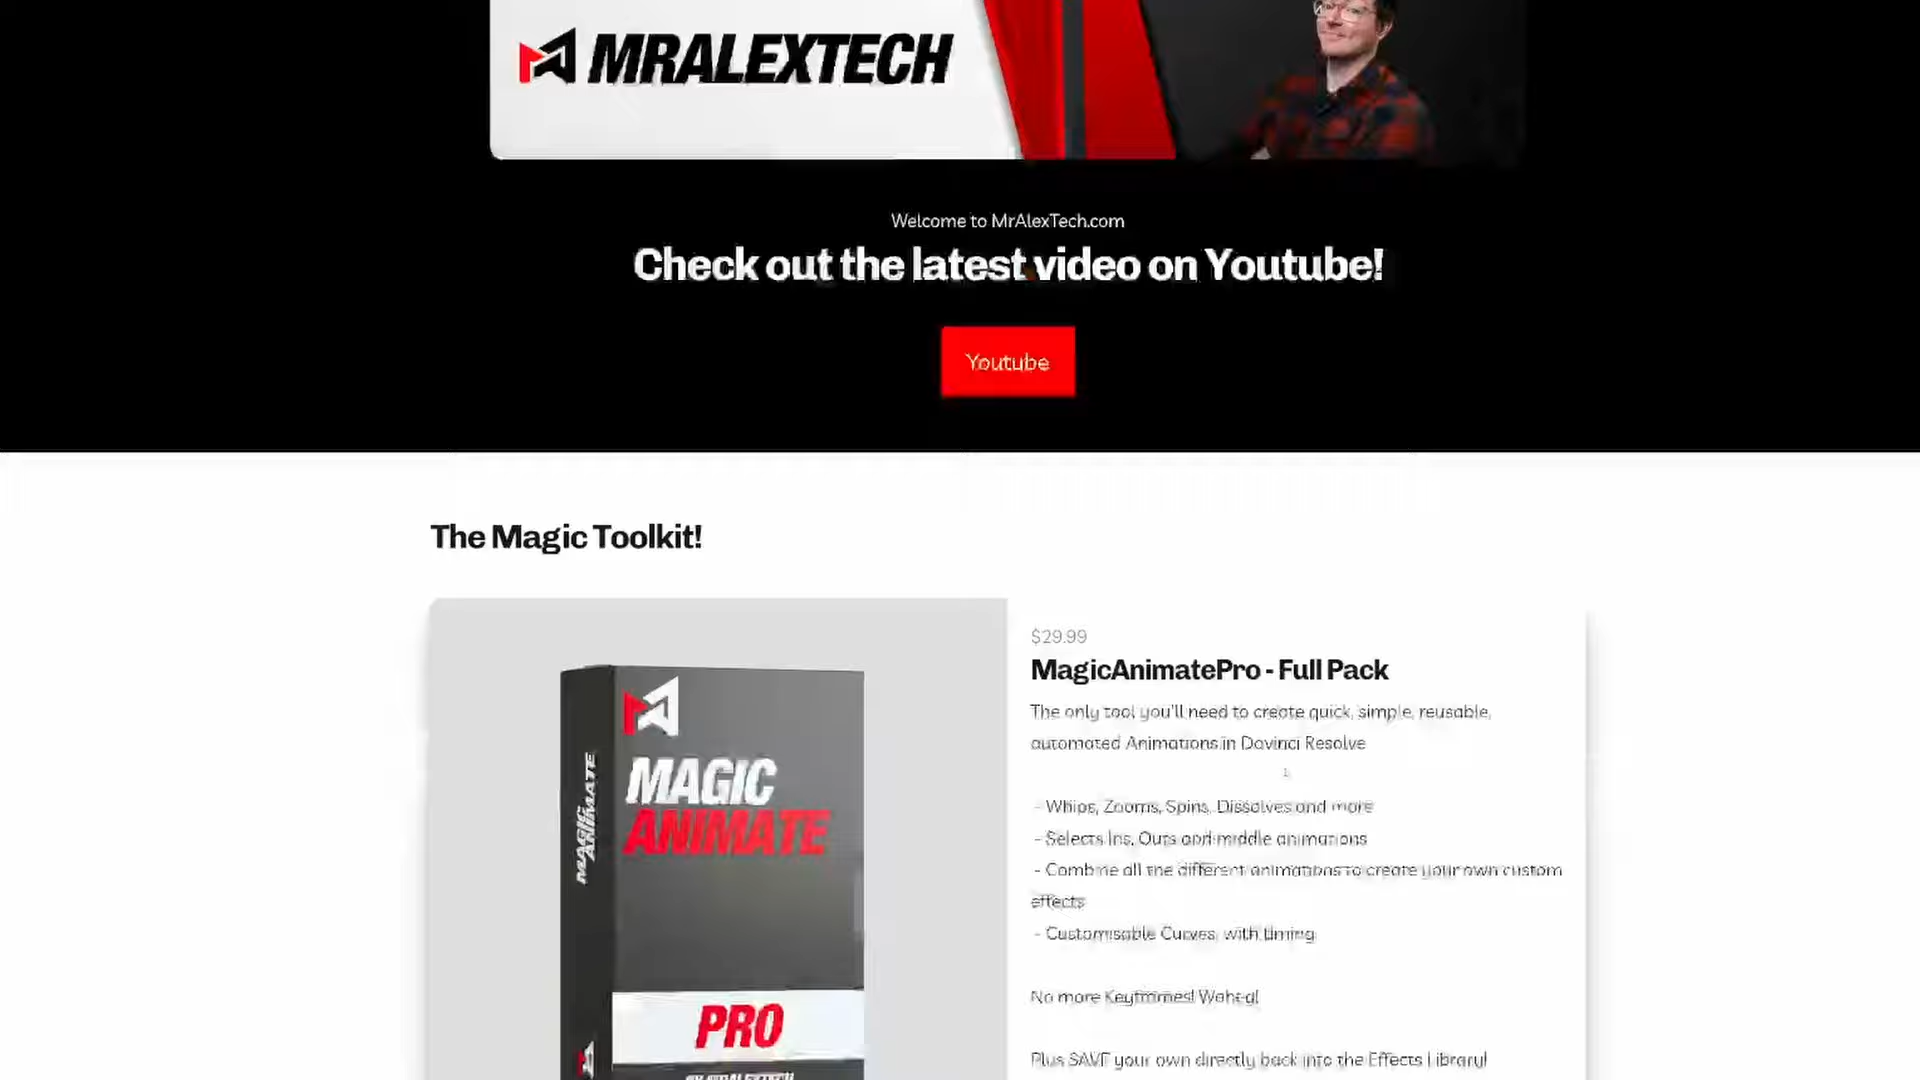 MRALEXTECH
Welcome to MrAlexTech.com
Check out the latest video on Youtube!
Youtube
The Magic Toolkit!
$29.99
MagicAnimatePro - Full Pack
The only tool you'll need to create quick, simple, reusable,
automated Animations in Davinci Resolve
- Whips, Zooms, Spins, Dissolves and more
- Selects Ins, Outs and middle animations
- Combine all the different animations to create your own custom
effects
- Customisable Curves, with timing
No more Keyframes!
Plus SAVE your own directly back into the Effects Library!
MAGIC
ANIMATE
MAGIC
ANIMATE
PRO